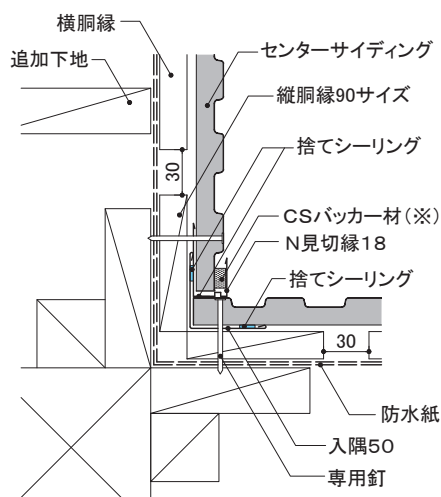 横胴縁
追加下地
センターサイディング
縦胴縁90サイズ
捨てシーリング
30
CSバッカー材(※)
N見切縁18
捨てシーリング
30
防水紙
入隅50
専用釘